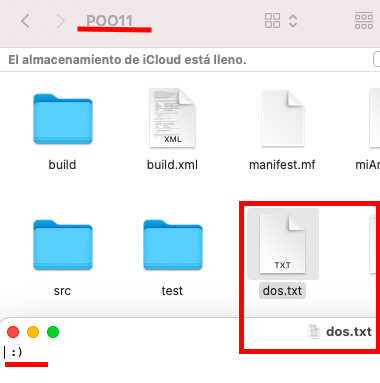 POO11
El almacenamiento de iCloud está lleno.
XML
build
build.xml
manifest.mf
miAr
TXT
src
test
dos.txt
dos.txt
:)